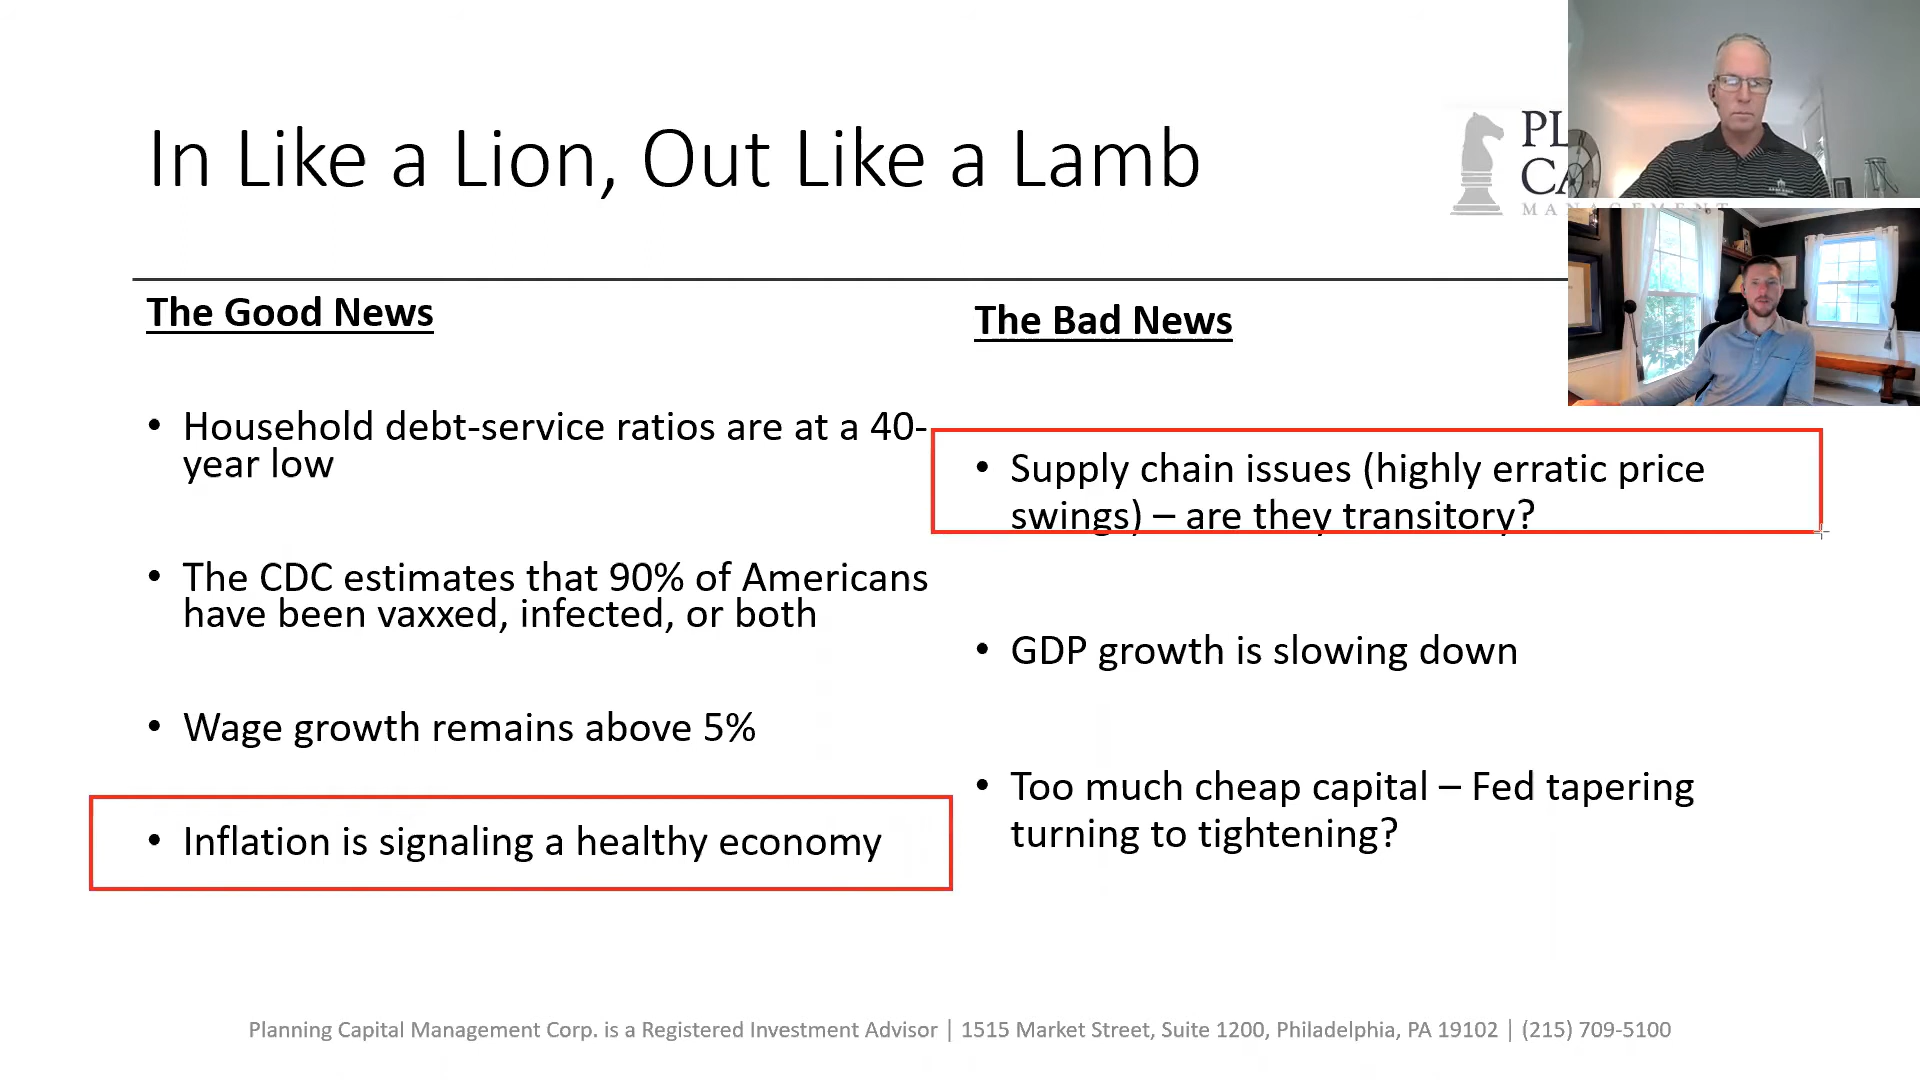 In Like a Lion, Out Like a Lamb
PL
CA
MANAGEMENT
The Good News
• Household debt-service ratios are at a 40-
year low
• The CDC estimates that 90% of Americans
have been vaxxed, infected, or both
• Wage growth remains above 5%
• Inflation is signaling a healthy economy
The Bad News
• Supply chain issues (highly erratic price
swings) – are they transitory?
• GDP growth is slowing down
• Too much cheap capital – Fed tapering
turning to tightening?
Planning Capital Management Corp. is a Registered Investment Advisor | 1515 Market Street, Suite 1200, Philadelphia, PA 19102 | (215) 709-5100